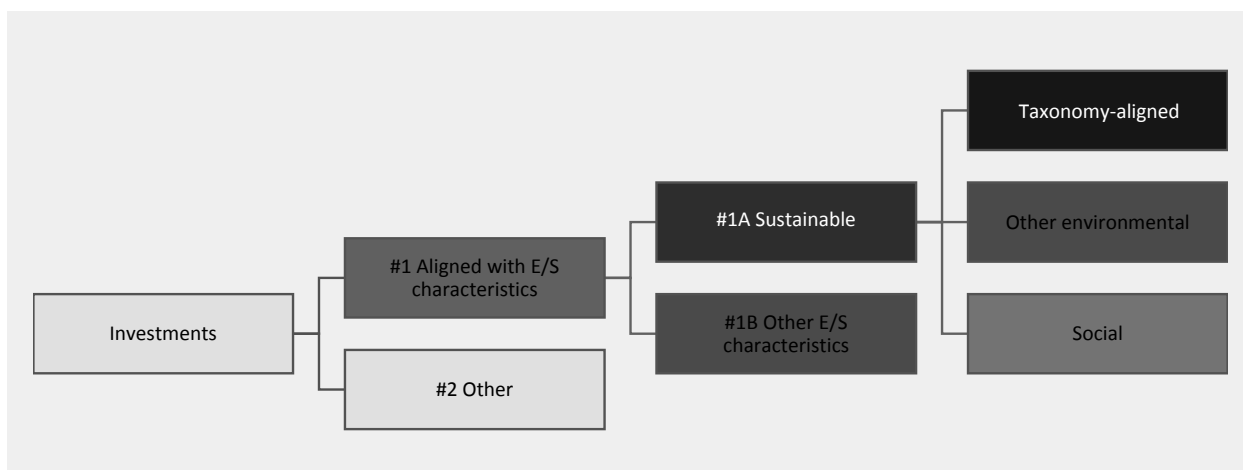 Investments
#1 Aligned with E/S
characteristics
#2 Other
#1A Sustainable
#1B Other E/S
characteristics
Taxonomy-aligned
Other environmental
Social